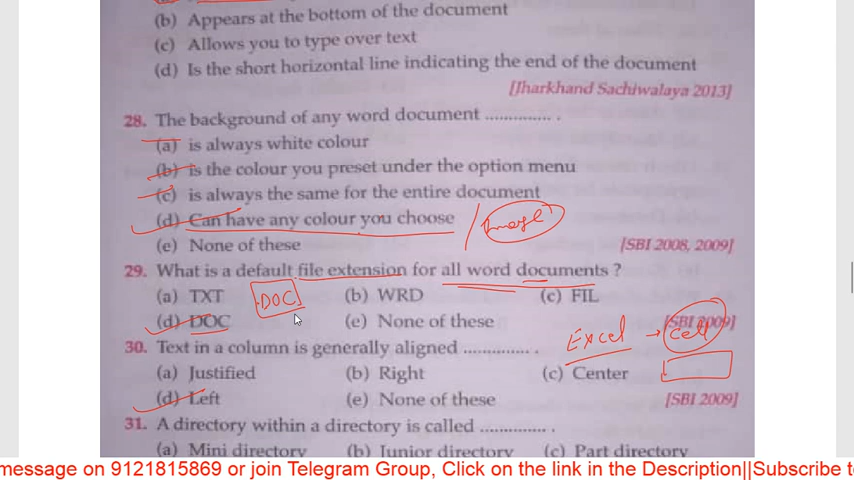 (b) Appears at the bottom of the document
(c) Allows you to type over text
(d) Is the short horizontal line indicating the end of the document
[Jharkhand Sachiwalaya 2013]
28. The background of any word document .............. .
(a) is always white colour
(b) is the colour you preset under the option menu
(c) is always the same for the entire document
(d) Can have any colour you choose / Image
(e) None of these [SBI 2008, 2009]
29. What is a default file extension for all word documents ?
(a) TXT .DOC (b) WRD (c) FIL
(d) DOC (e) None of these [SBI 2009]
Excel → Cell
30. Text in a column is generally aligned .............. .
(a) Justified (b) Right (c) Center
(d) Left (e) None of these [SBI 2009]
31. A directory within a directory is called .............. .
(a) Mini directory (b) Junior directory (c) Part directory
message on 9121815869 or join Telegram Group, Click on the link in the Description||Subscribe to